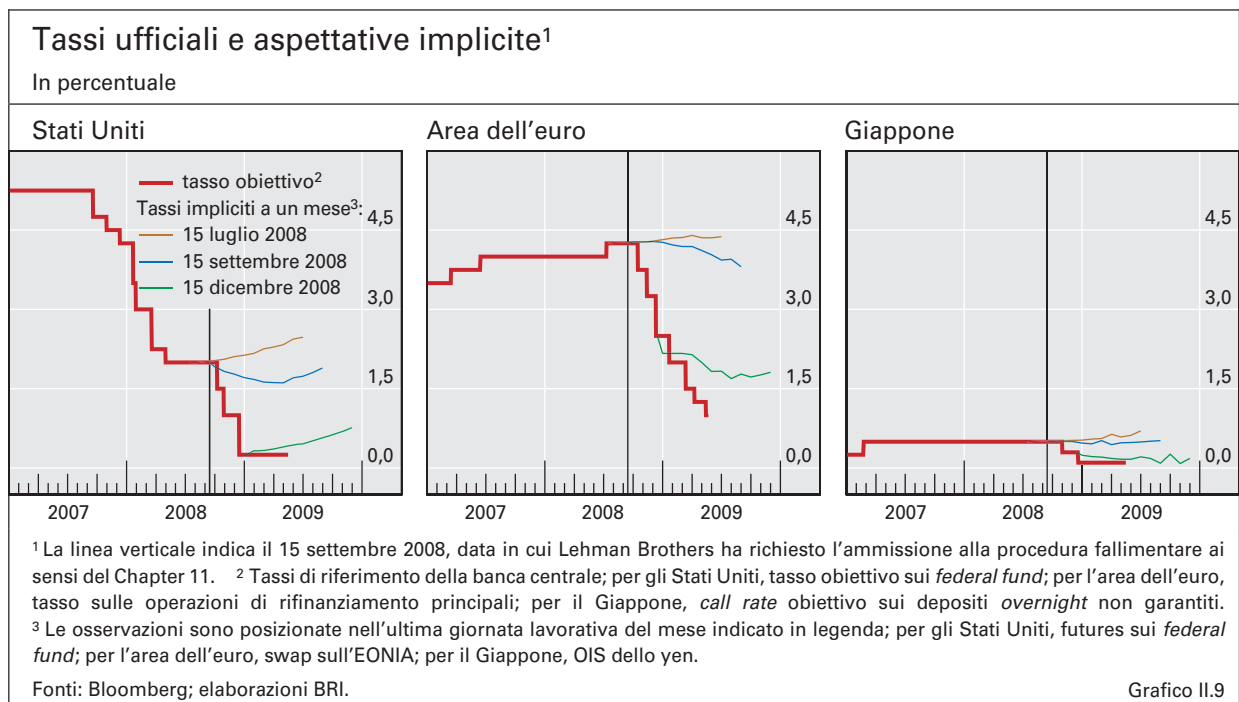 Tassi ufficiali e aspettative implicite¹
In percentuale
Stati Uniti
tasso obiettivo²
Tassi impliciti a un mese³:
15 luglio 2008
15 settembre 2008
15 dicembre 2008
4,5
3,0
1,5
0,0
2007 2008 2009
Area dell'euro
4,5
3,0
1,5
0,0
2007 2008 2009
Giappone
4,5
3,0
1,5
0,0
2007 2008 2009
¹ La linea verticale indica il 15 settembre 2008, data in cui Lehman Brothers ha richiesto l'ammissione alla procedura fallimentare ai
sensi del Chapter 11. ² Tassi di riferimento della banca centrale; per gli Stati Uniti, tasso obiettivo sui federal fund; per l'area dell'euro,
tasso sulle operazioni di rifinanziamento principali; per il Giappone, call rate obiettivo sui depositi overnight non garantiti.
³ Le osservazioni sono posizionate nell'ultima giornata lavorativa del mese indicato in legenda; per gli Stati Uniti, futures sui federal
fund; per l'area dell'euro, swap sull'EONIA; per il Giappone, OIS dello yen.
Fonti: Bloomberg; elaborazioni BRI.
Grafico II.9